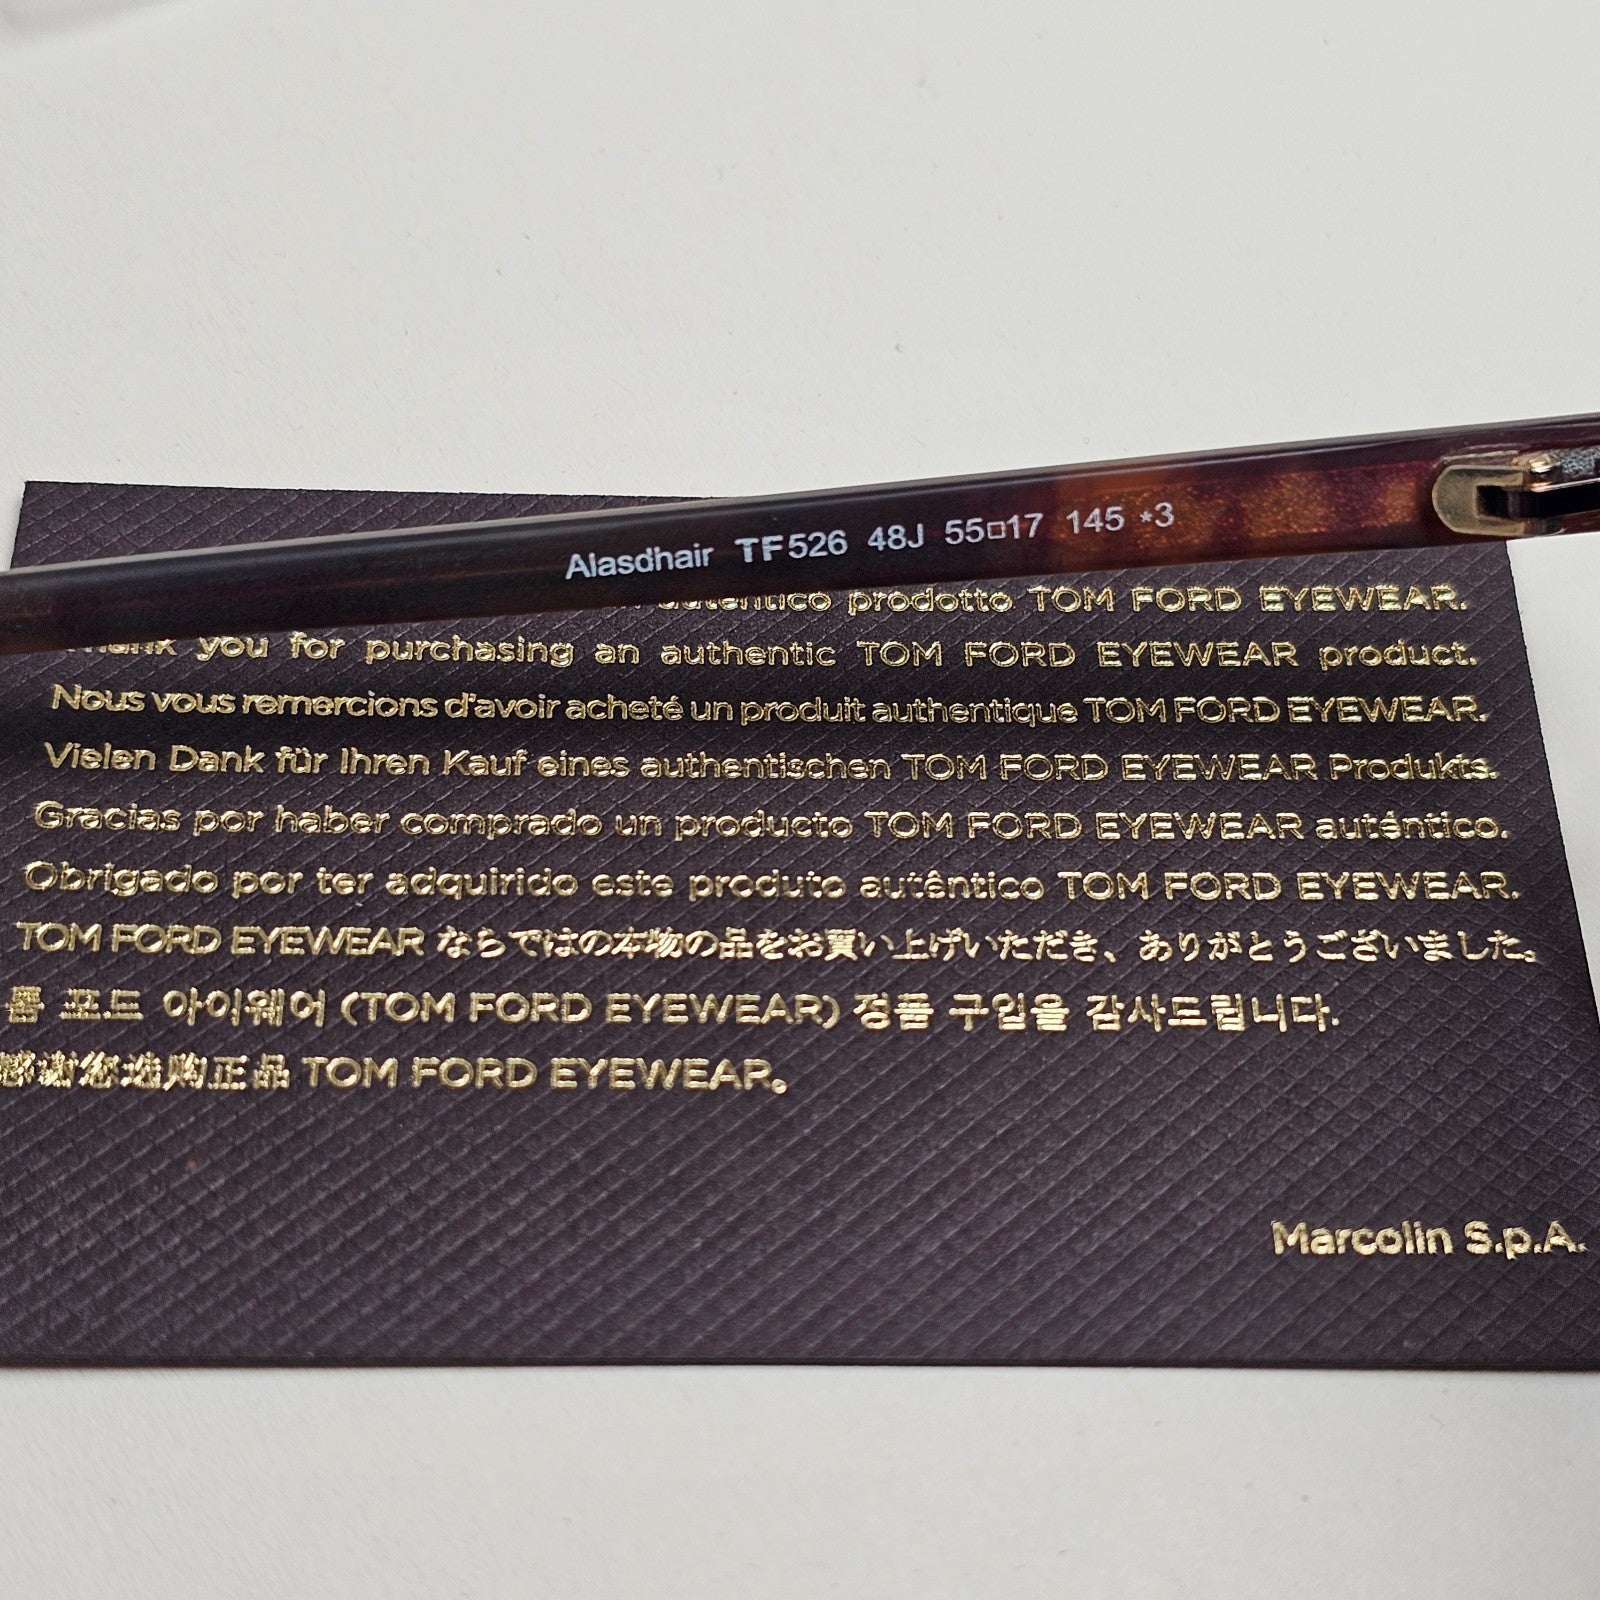 Alasdhair TF526 48J 55□17 145 *3
autentico prodotto TOM FORD EYEWEAR.
Thank you for purchasing an authentic TOM FORD EYEWEAR product.
Nous vous remercions d'avoir acheté un produit authentique TOM FORD EYEWEAR.
Vielen Dank für Ihren Kauf eines authentischen TOM FORD EYEWEAR Produkts.
Gracias por haber comprado un producto TOM FORD EYEWEAR auténtico.
Obrigado por ter adquirido este produto autêntico TOM FORD EYEWEAR.
TOM FORD EYEWEAR ならではの本物の品をお買い上げいただき、ありがとうございました。
톰 포드 아이웨어 (TOM FORD EYEWEAR) 정품 구입을 감사드립니다.
感谢您选购正品 TOM FORD EYEWEAR。
Marcolin S.p.A.